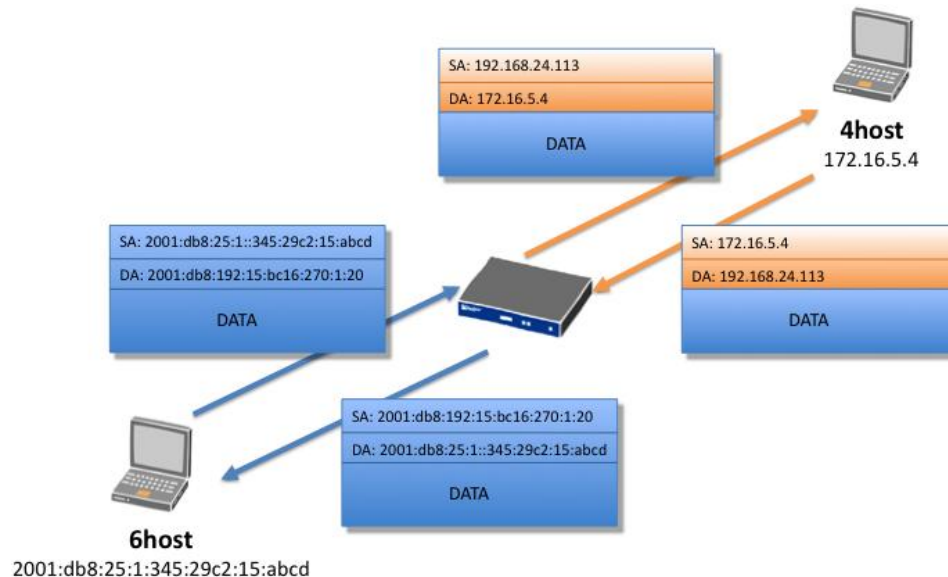 SA: 192.168.24.113
DA: 172.16.5.4
DATA
4host
172.16.5.4
SA: 2001:db8:25:1::345:29c2:15:abcd
DA: 2001:db8:192:15:bc16:270:1:20
DATA
SA: 172.16.5.4
DA: 192.168.24.113
DATA
SA: 2001:db8:192:15:bc16:270:1:20
DA: 2001:db8:25:1::345:29c2:15:abcd
DATA
6host
2001:db8:25:1:345:29c2:15:abcd